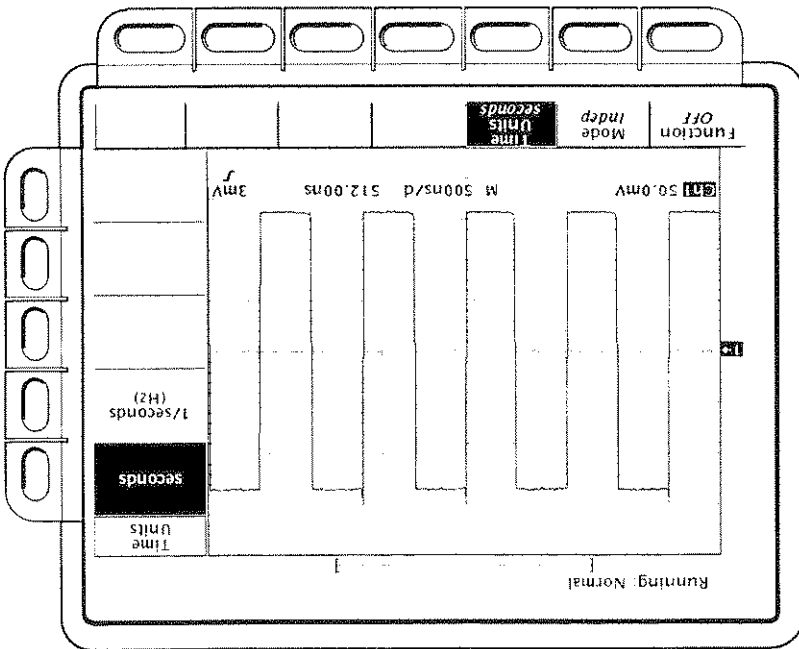 Running: Normal
Time
Units
seconds
1/seconds
(Hz)
1→
Ch1 50.0mV M 500ns/d 512.00ns 3mV
Function
OFF
Mode
Indep
Time
Units
seconds